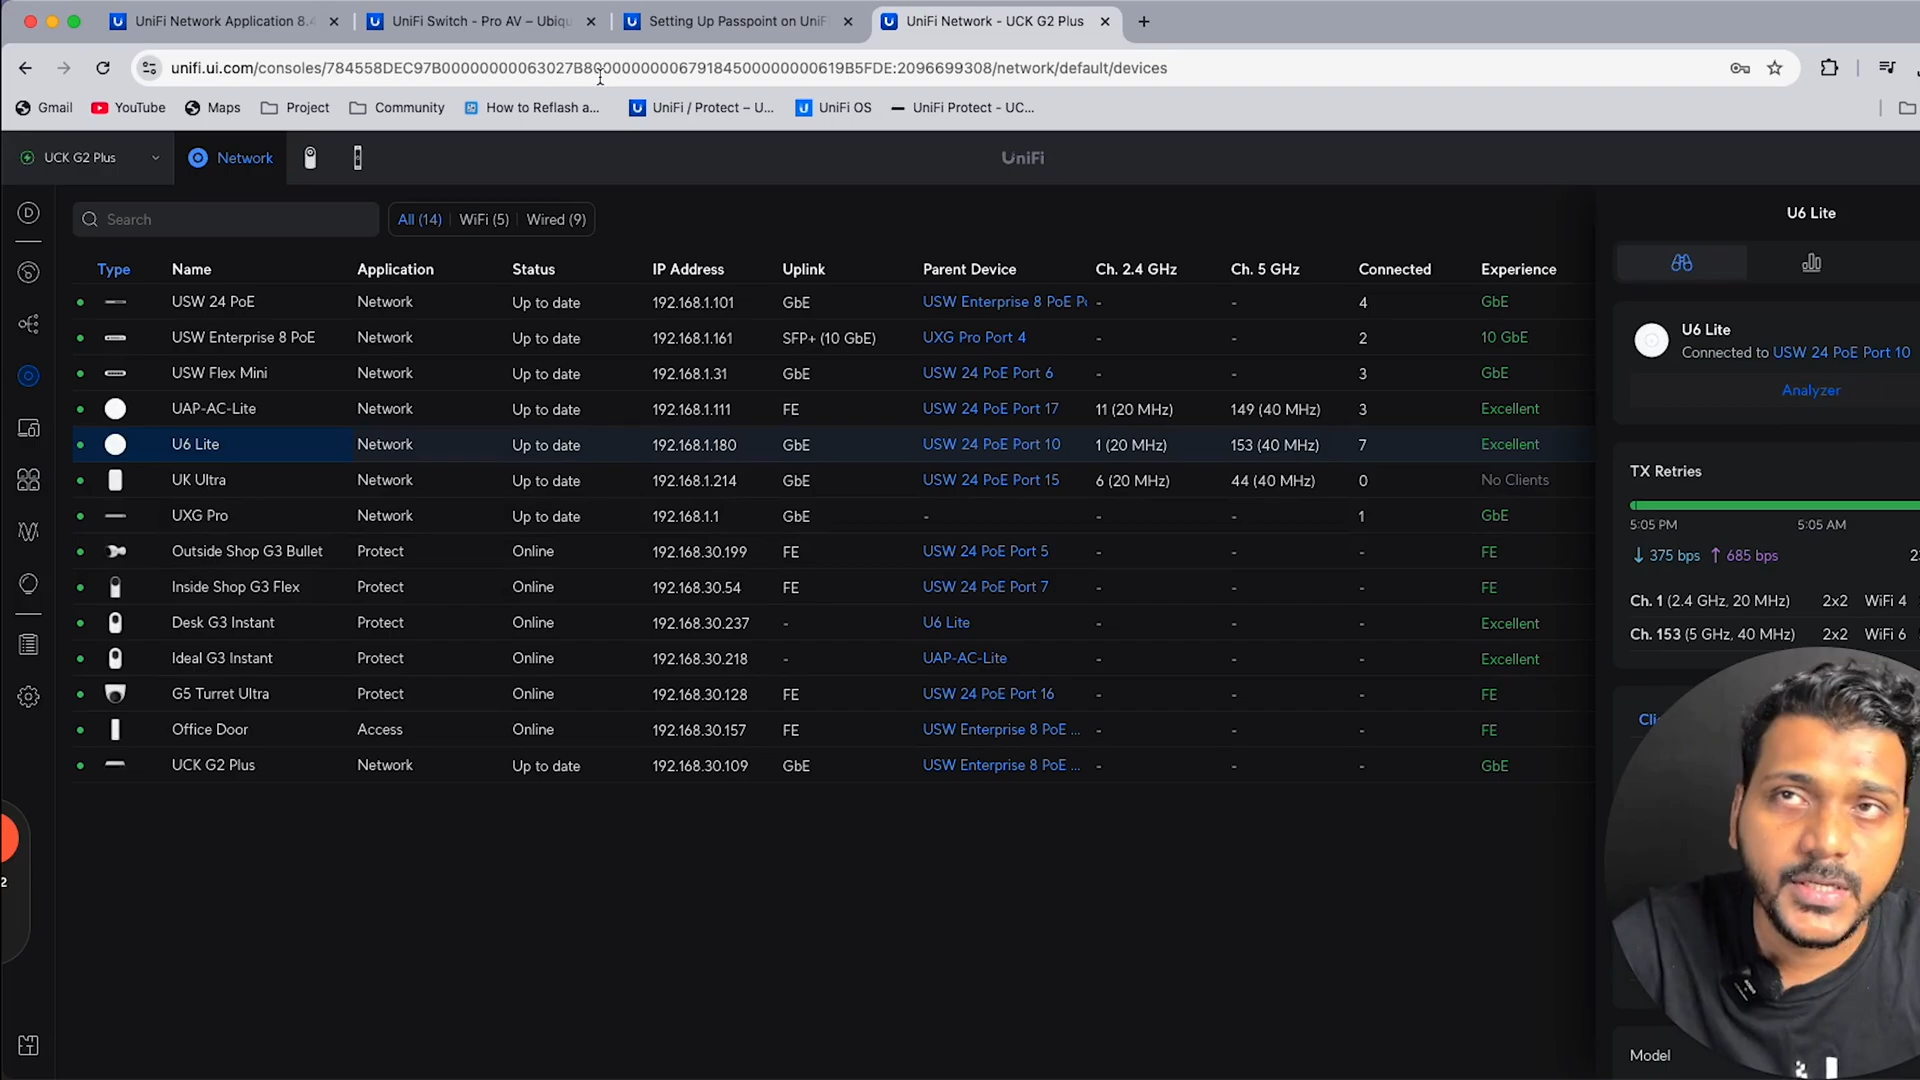 UniFi Network Application 8.4
UniFi Switch - Pro AV – Ubiqu
Setting Up Passpoint on UniF
UniFi Network - UCK G2 Plus
unifi.ui.com/consoles/784558DEC97B00000000063027B8000000000679184500000000619B5FDE:2096699308/network/default/devices
Gmail YouTube Maps Project Community How to Reflash a... UniFi / Protect – U... UniFi OS UniFi Protect - UC...
UCK G2 Plus Network UniFi
Search All (14) WiFi (5) Wired (9)
Type Name Application Status IP Address Uplink Parent Device Ch. 2.4 GHz Ch. 5 GHz Connected Experience
USW 24 PoE Network Up to date 192.168.1.101 GbE USW Enterprise 8 PoE Po - - 4 GbE
USW Enterprise 8 PoE Network Up to date 192.168.1.161 SFP+ (10 GbE) UXG Pro Port 4 - - 2 10 GbE
USW Flex Mini Network Up to date 192.168.1.31 GbE USW 24 PoE Port 6 - - 3 GbE
UAP-AC-Lite Network Up to date 192.168.1.111 FE USW 24 PoE Port 17 11 (20 MHz) 149 (40 MHz) 3 Excellent
U6 Lite Network Up to date 192.168.1.180 GbE USW 24 PoE Port 10 1 (20 MHz) 153 (40 MHz) 7 Excellent
UK Ultra Network Up to date 192.168.1.214 FE USW 24 PoE Port 15 6 (20 MHz) 44 (40 MHz) 0 No Clients
UXG Pro Network Up to date 192.168.1.1 GbE - - - 1 GbE
Outside Shop G3 Bullet Protect Online 192.168.30.199 FE USW 24 PoE Port 5 - - - FE
Inside Shop G3 Flex Protect Online 192.168.30.54 FE USW 24 PoE Port 7 - - - FE
Desk G3 Instant Protect Online 192.168.30.237 - U6 Lite - - - Excellent
Ideal G3 Instant Protect Online 192.168.30.218 - UAP-AC-Lite - - - Excellent
G5 Turret Ultra Protect Online 192.168.30.128 FE USW 24 PoE Port 16 - - - FE
Office Door Access Online 192.168.30.157 FE USW Enterprise 8 PoE ... - - - FE
UCK G2 Plus Network Up to date 192.168.30.109 GbE USW Enterprise 8 PoE ... - - - GbE
2
U6 Lite
U6 Lite
Connected to USW 24 PoE Port 10
Analyzer
TX Retries
5:05 PM 5:05 AM
↓ 375 bps ↑ 685 bps
Ch. 1 (2.4 GHz, 20 MHz) 2x2 WiFi 4
Ch. 153 (5 GHz, 40 MHz) 2x2 WiFi 6
Model